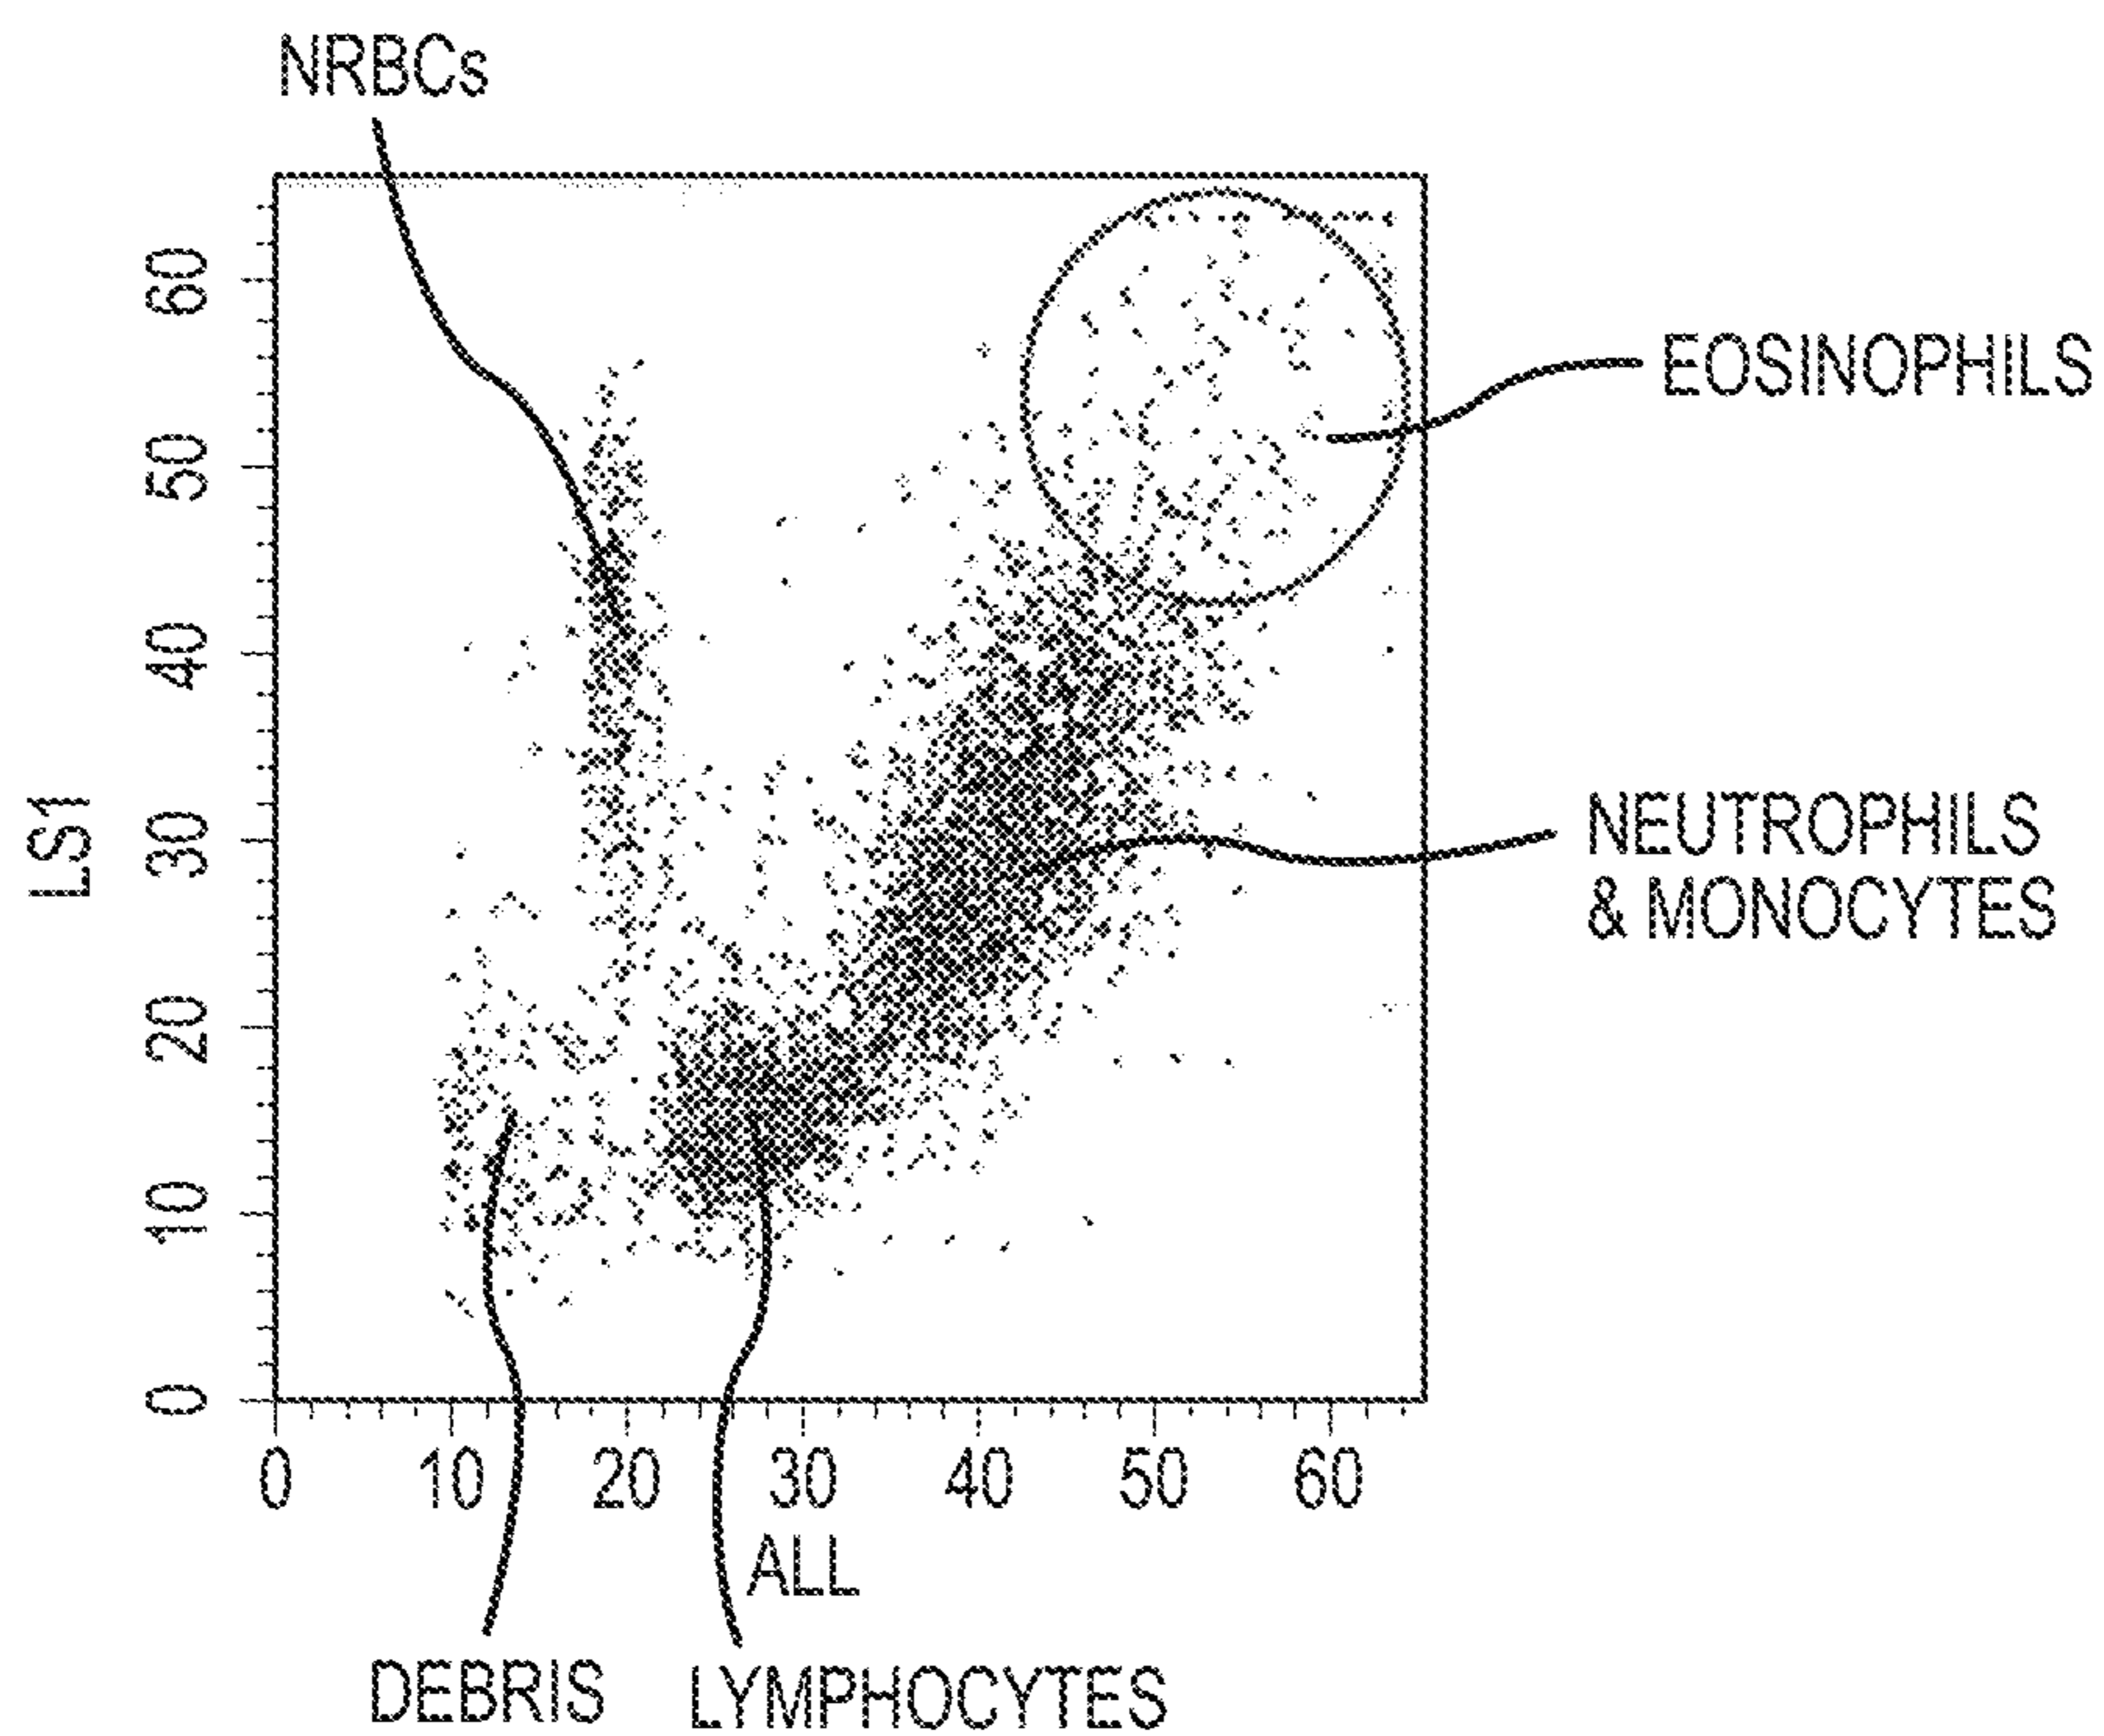 NRBCs
60
50
40
30
20
10
0
LS1
EOSINOPHILS
NEUTROPHILS
& MONOCYTES
0 10 20 30 40 50 60
ALL
DEBRIS LYMPHOCYTES